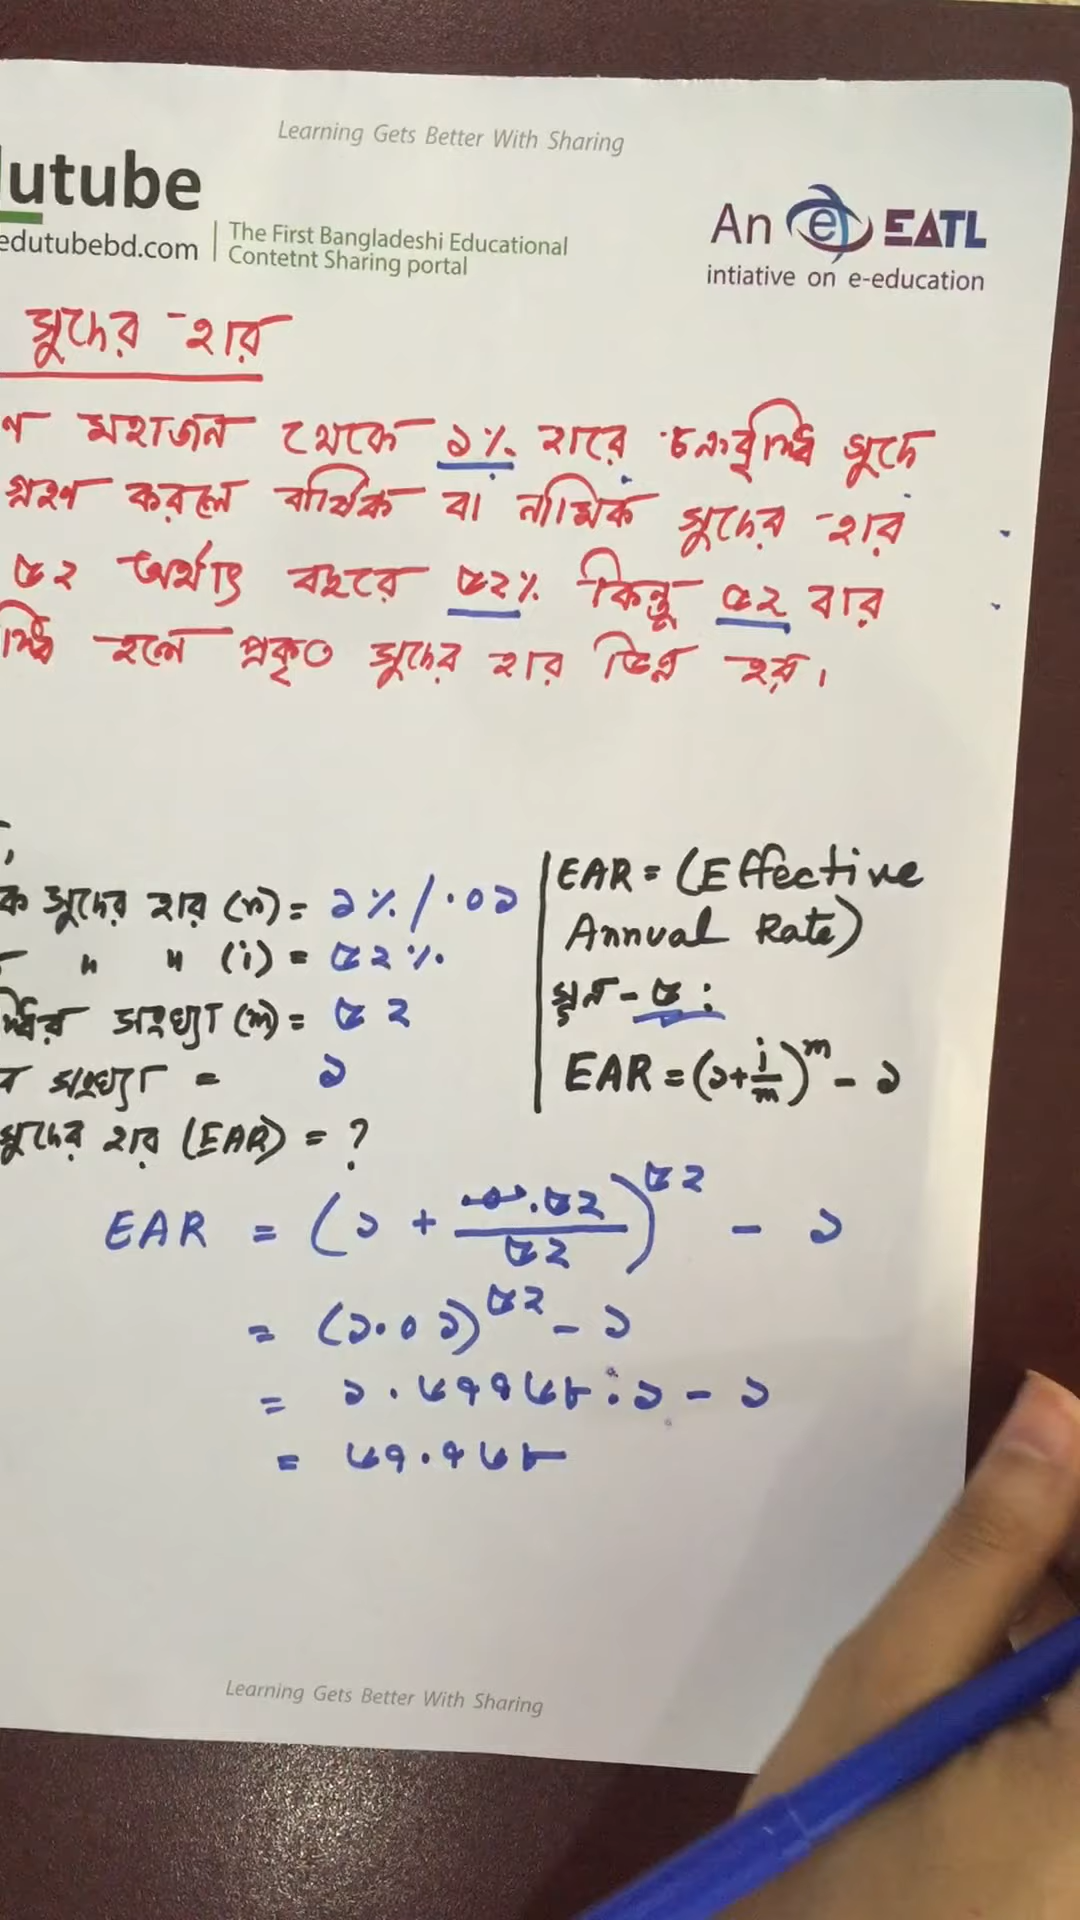 Learning Gets Better With Sharing
utube
edutubebd.com
The First Bangladeshi Educational
Contetnt Sharing portal
An e EATL
intiative on e-education
সুদের হার
ণ মহাজন থেকে ১% হারে চক্রবৃদ্ধি সুদে
গ্রহণ করলে বার্ষিক বা নামিক সুদের হার
৫২ অর্থাৎ বছরে ৫২% কিন্তু ৫২ বার
দ্ধি হলে প্রকৃত সুদের হার ভিন্ন হয়।
ক সুদের হার (n) = ১%/.০১
" " (i) = ৫২%
দ্ধির সংখ্যা (m) = ৫২
র সংখ্যা = ১
সুদের হার (EAR) = ?
EAR = (Effective
Annual Rate)
সূত্র - ৫:
EAR = (১+i/m)^m - ১
EAR = (১ + .৫২/৫২)^৫২ - ১
= (১.০১)^৫২ - ১
= ১.৬৭৭৬৮ - ১
= ৬৭.৭৬৮
Learning Gets Better With Sharing